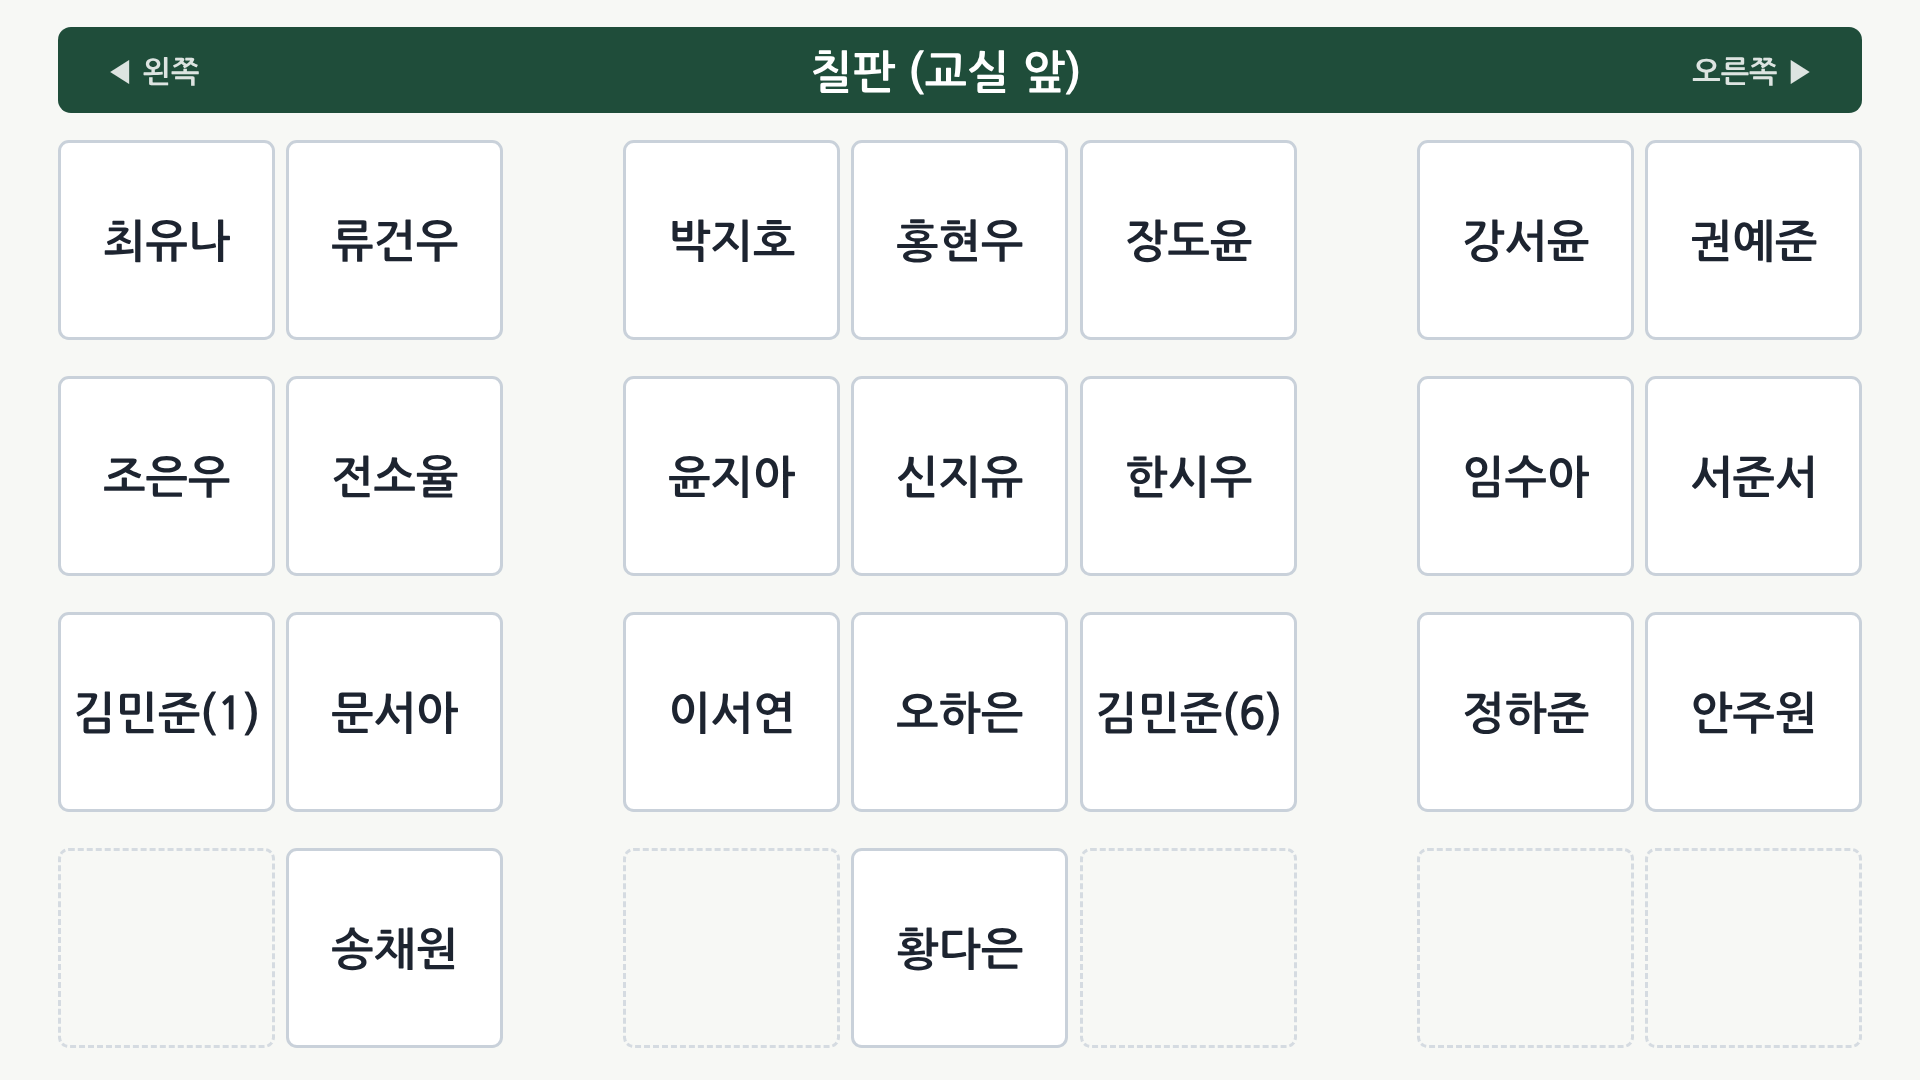 ◀ 왼쪽 칠판 (교실 앞) 오른쪽 ▶
최유나 류건우 박지호 홍현우 장도윤 강서윤 권예준
조은우 전소율 윤지아 신지유 한시우 임수아 서준서
김민준(1) 문서아 이서연 오하은 김민준(6) 정하준 안주원
송채원 황다은